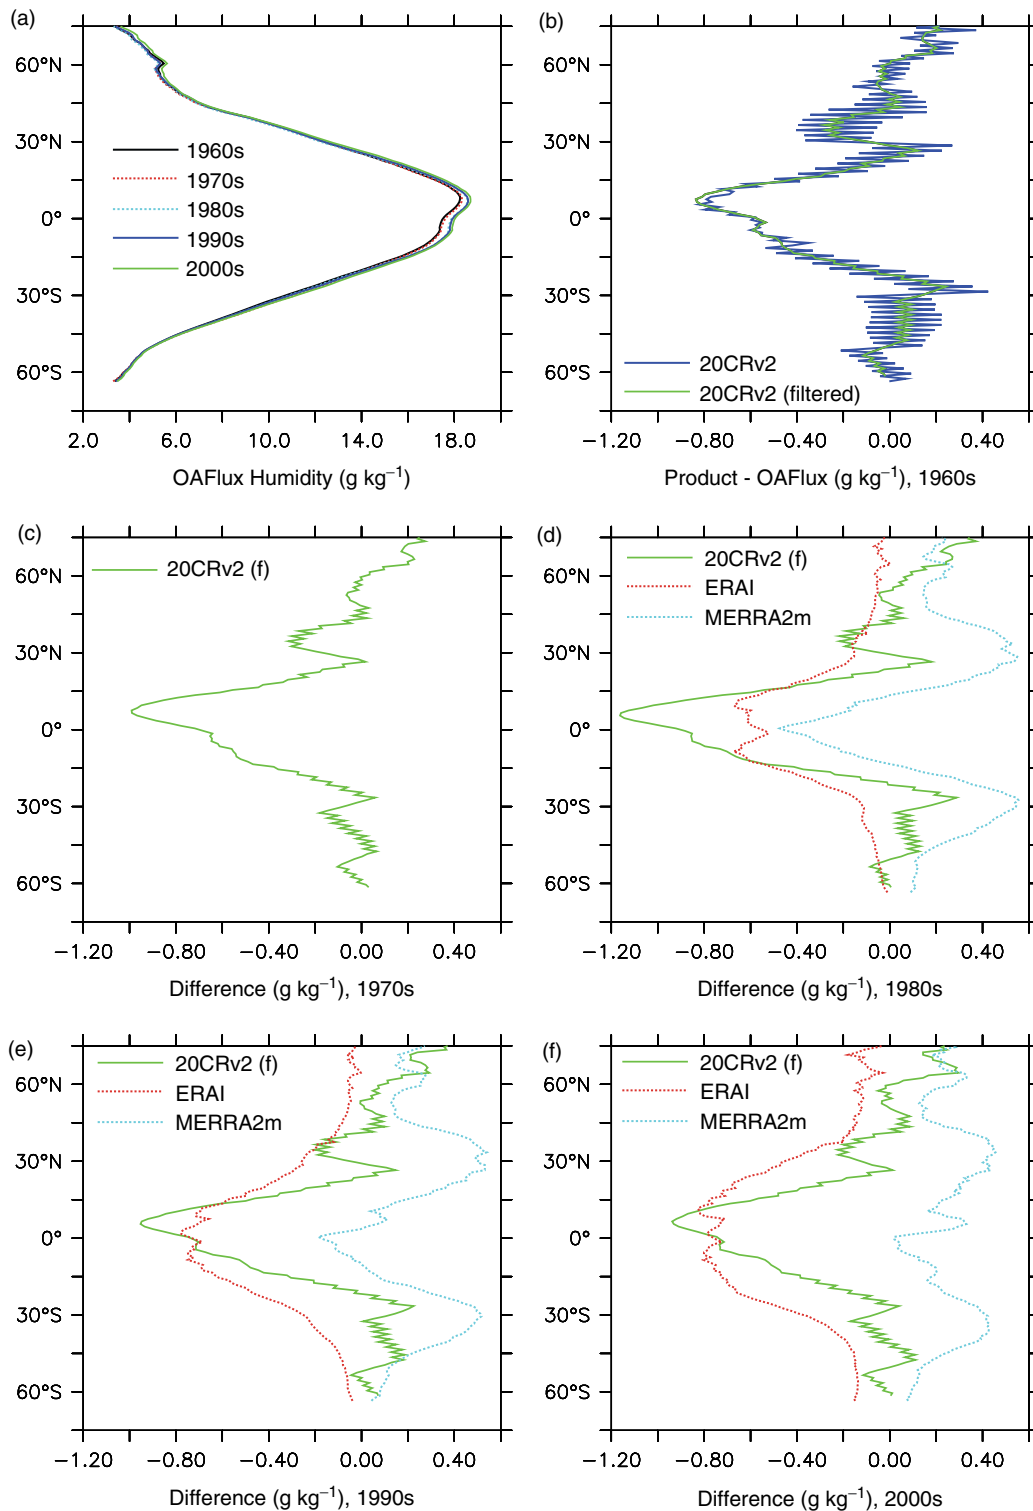 (a)
60°N
30°N
0°
30°S
60°S
1960s
1970s
1980s
1990s
2000s
2.0 6.0 10.0 14.0 18.0
OAFlux Humidity (g kg⁻¹)
(b)
60°N
30°N
0°
30°S
60°S
20CRv2
20CRv2 (filtered)
−1.20 −0.80 −0.40 0.00 0.40
Product - OAFlux (g kg⁻¹), 1960s
(c)
20CRv2 (f)
60°N
30°N
0°
30°S
60°S
−1.20 −0.80 −0.40 0.00 0.40
Difference (g kg⁻¹), 1970s
(d)
20CRv2 (f)
ERAI
MERRA2m
60°N
30°N
0°
30°S
60°S
−1.20 −0.80 −0.40 0.00 0.40
Difference (g kg⁻¹), 1980s
(e)
20CRv2 (f)
ERAI
MERRA2m
60°N
30°N
0°
30°S
60°S
−1.20 −0.80 −0.40 0.00 0.40
Difference (g kg⁻¹), 1990s
(f)
20CRv2 (f)
ERAI
MERRA2m
60°N
30°N
0°
30°S
60°S
−1.20 −0.80 −0.40 0.00 0.40
Difference (g kg⁻¹), 2000s